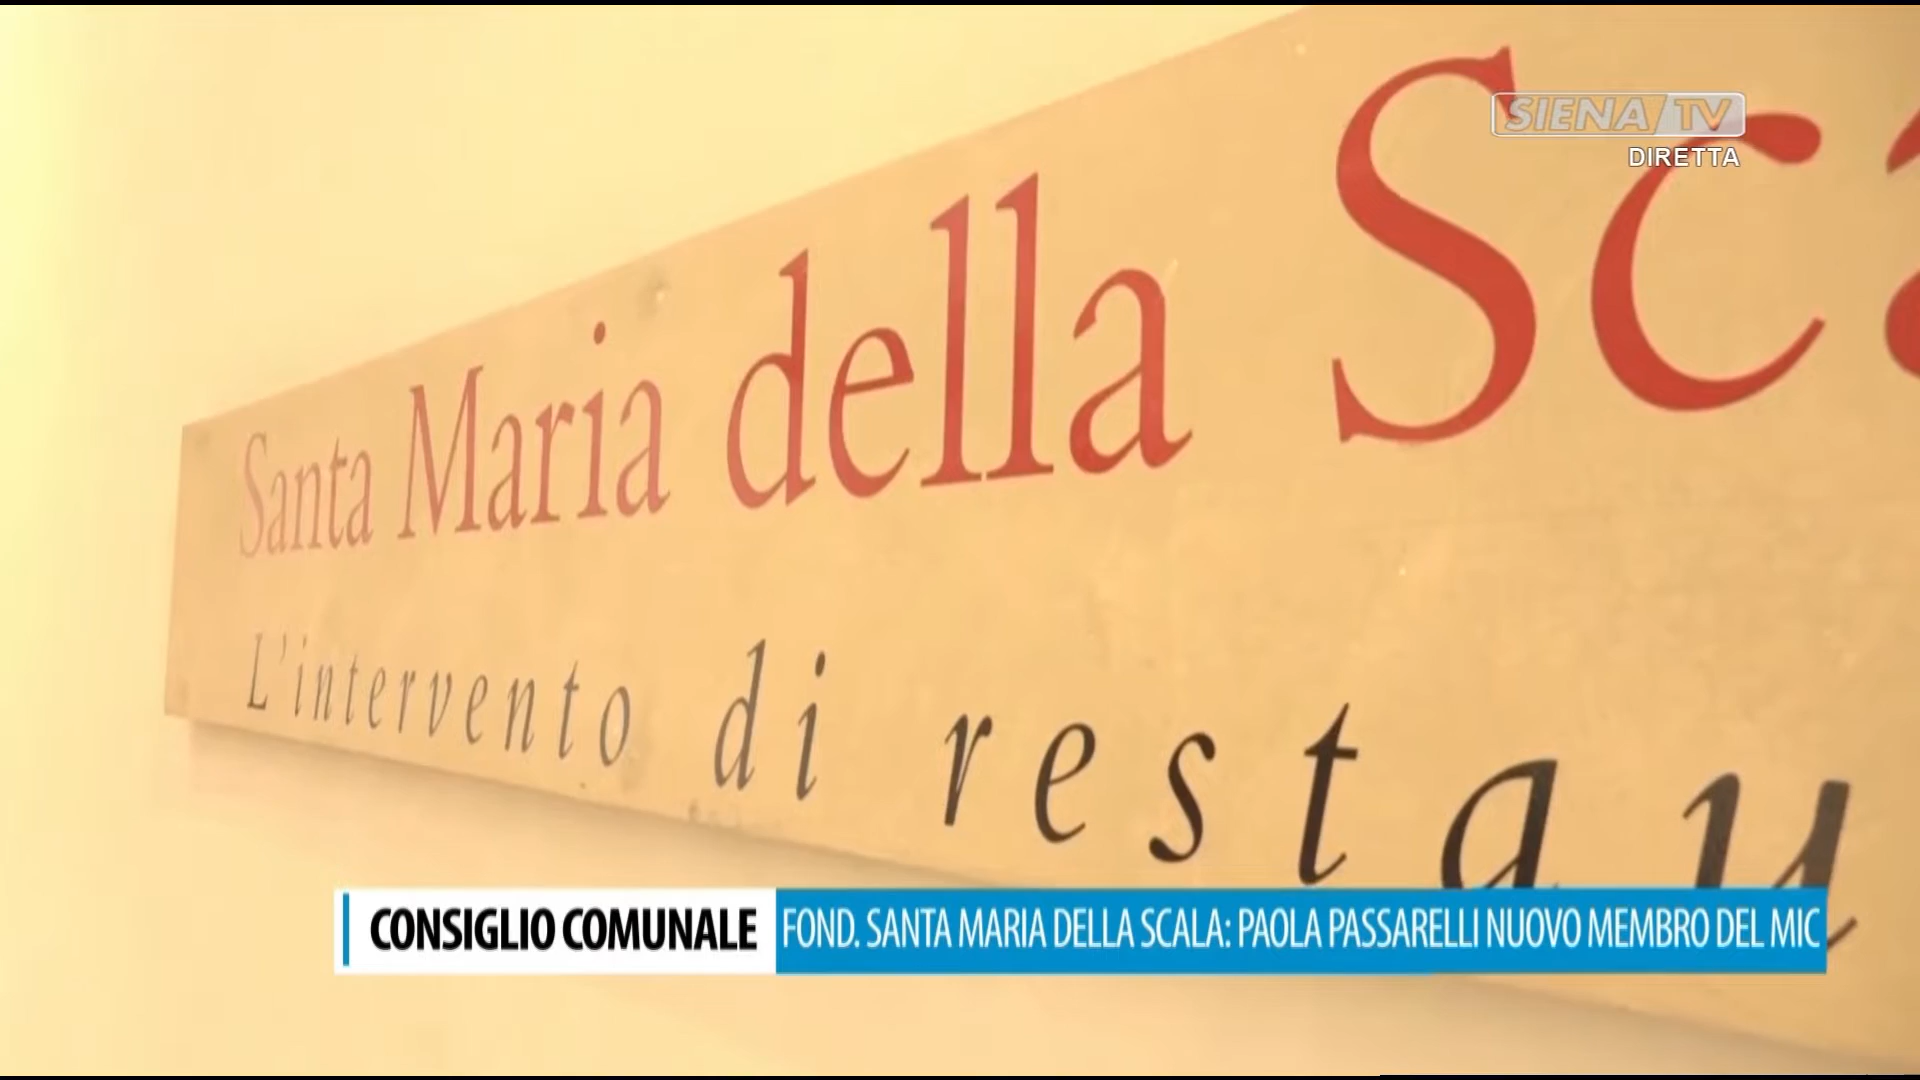 SIENA TV
DIRETTA
Santa Maria della Sca
L'intervento di restau
CONSIGLIO COMUNALE FOND. SANTA MARIA DELLA SCALA: PAOLA PASSARELLI NUOVO MEMBRO DEL MIC